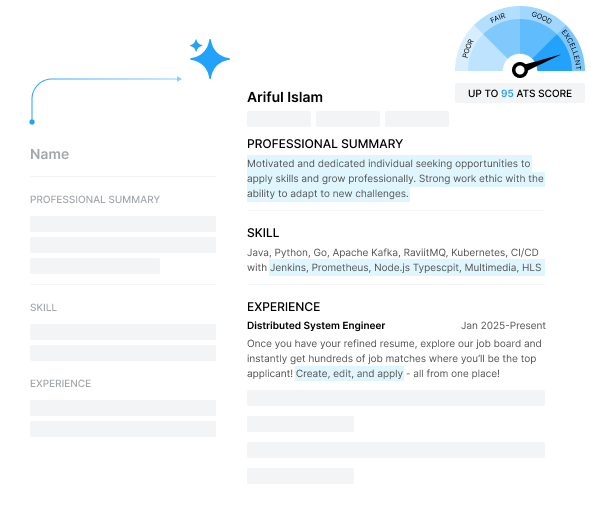 POOR
FAIR
GOOD
EXCELLENT
UP TO 95 ATS SCORE
Name
PROFESSIONAL SUMMARY
SKILL
EXPERIENCE
Ariful Islam
PROFESSIONAL SUMMARY
Motivated and dedicated individual seeking opportunities to
apply skills and grow professionally. Strong work ethic with the
ability to adapt to new challenges.
SKILL
Java, Python, Go, Apache Kafka, RaviitMQ, Kubernetes, CI/CD
with Jenkins, Prometheus, Node.js Typescpit, Multimedia, HLS
EXPERIENCE
Distributed System Engineer Jan 2025-Present
Once you have your refined resume, explore our job board and
instantly get hundreds of job matches where you'll be the top
applicant! Create, edit, and apply - all from one place!